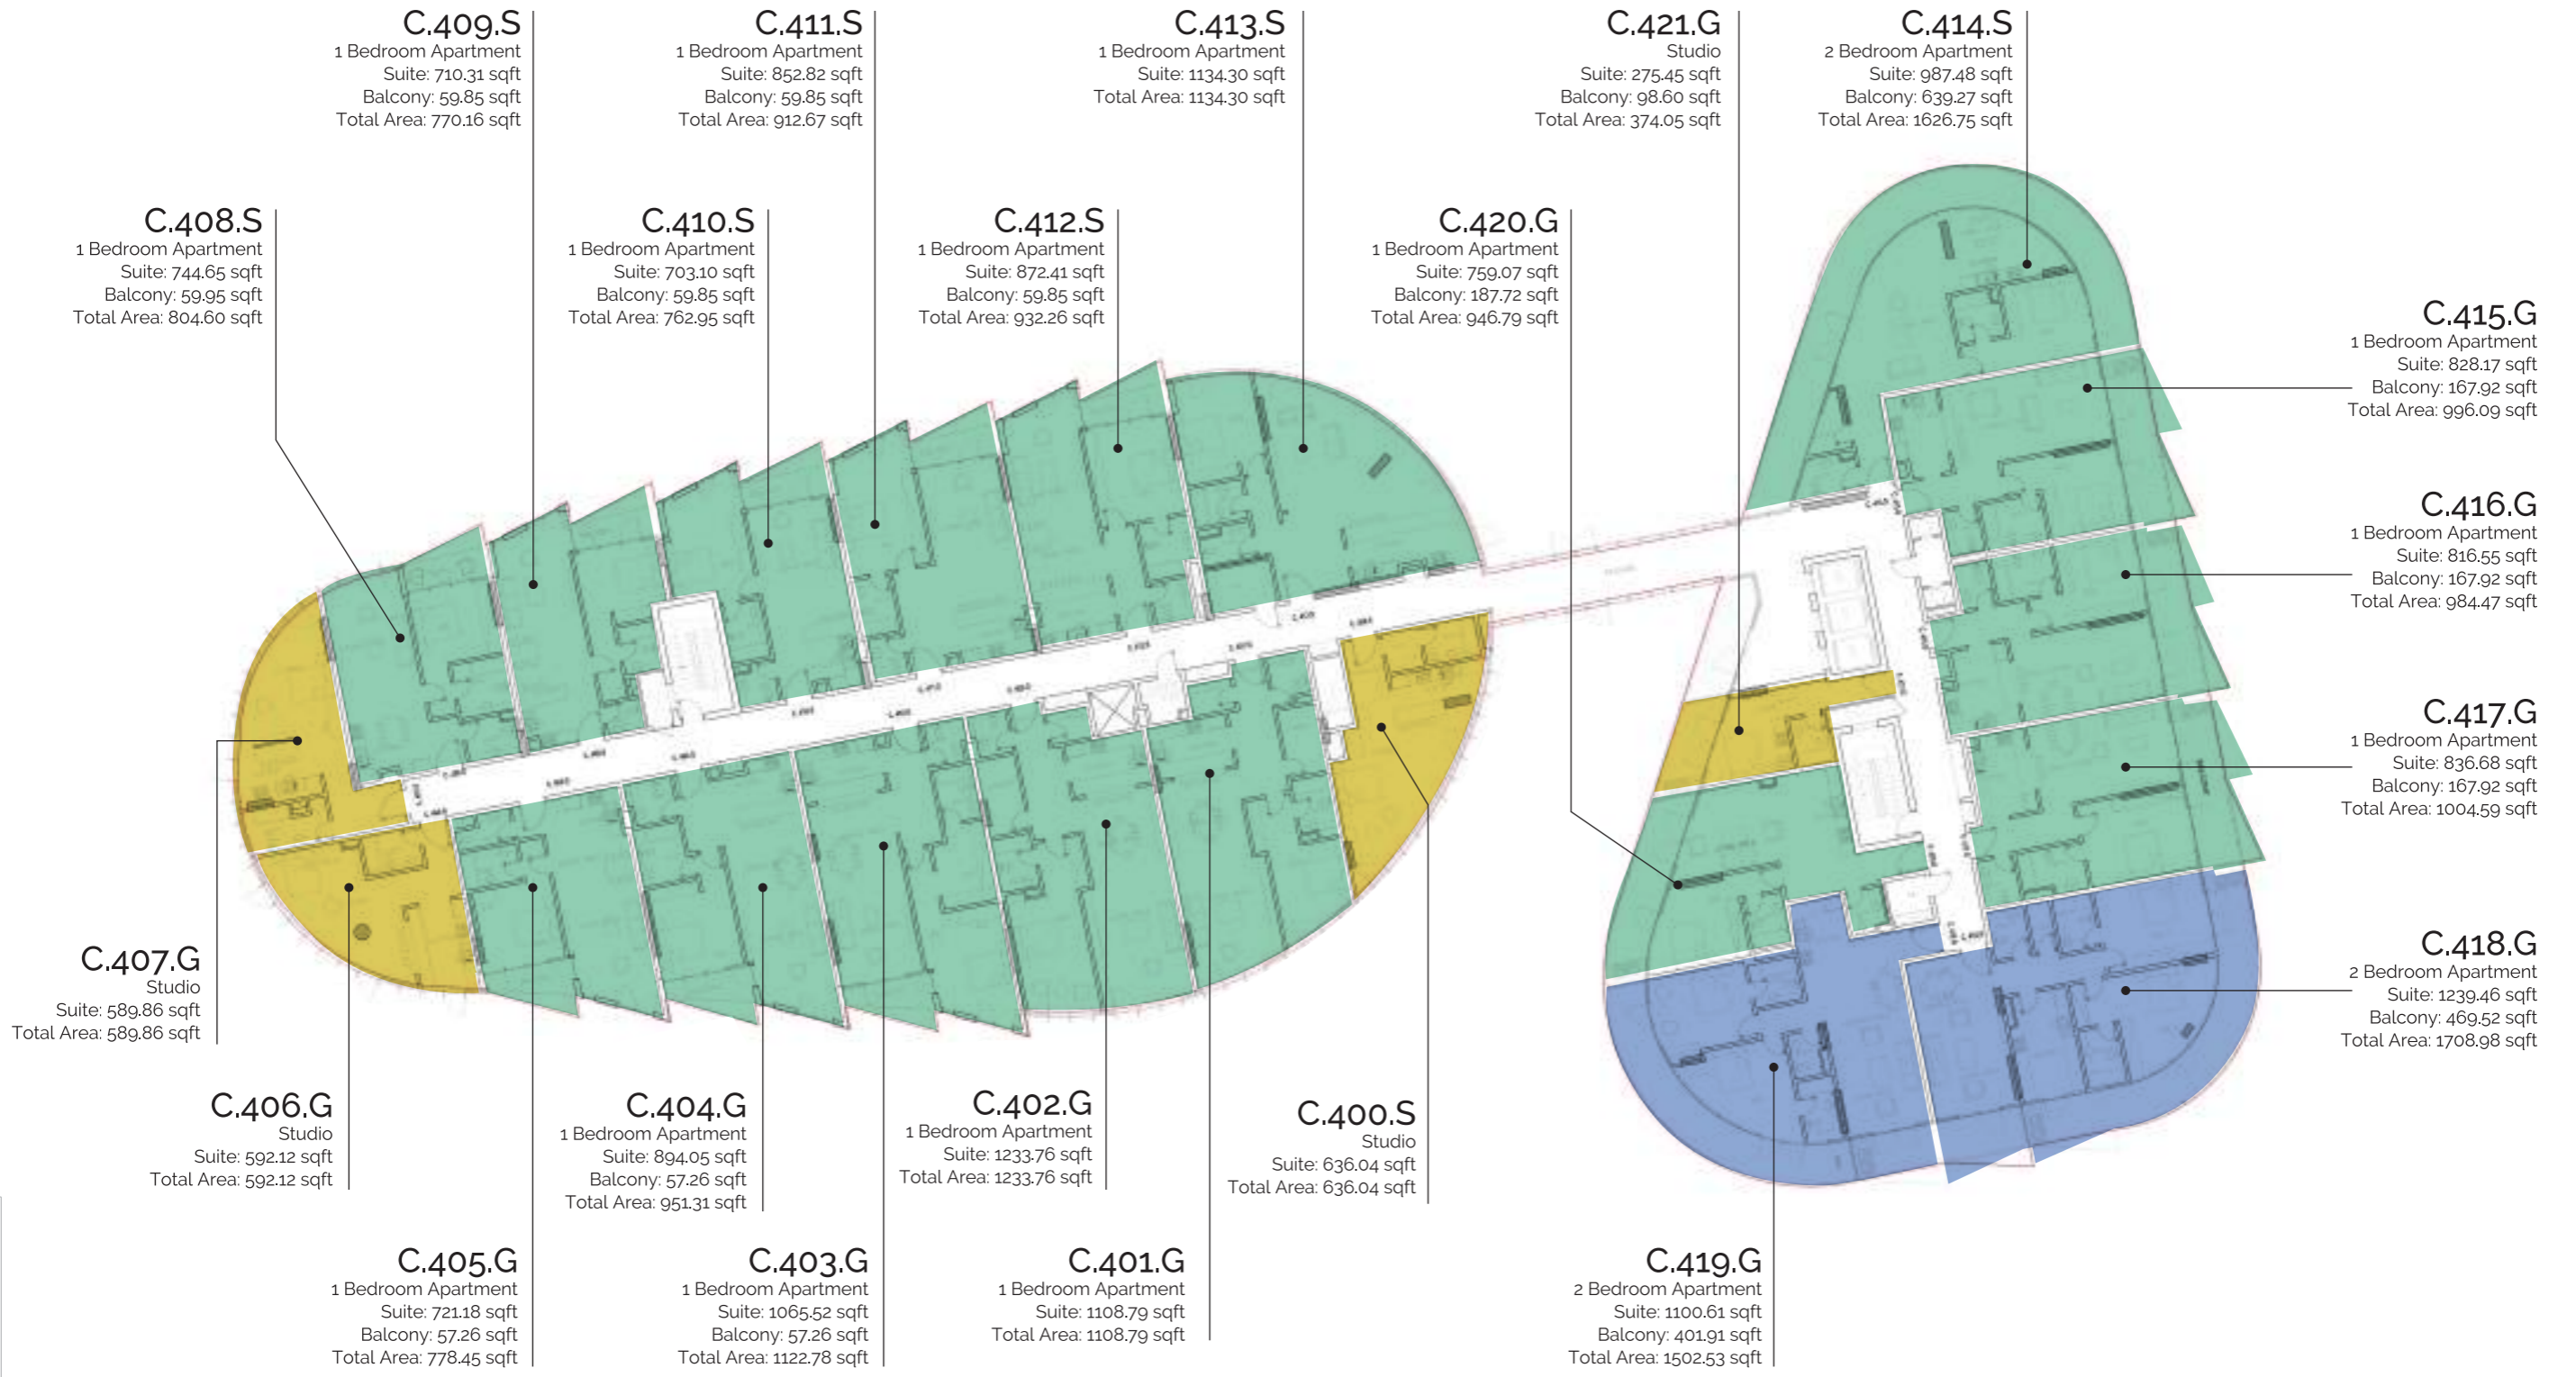 C.409.S
1 Bedroom Apartment
Suite: 710.31 sqft
Balcony: 59.85 sqft
Total Area: 770.16 sqft
C.411.S
1 Bedroom Apartment
Suite: 852.82 sqft
Balcony: 59.85 sqft
Total Area: 912.67 sqft
C.413.S
1 Bedroom Apartment
Suite: 1134.30 sqft
Total Area: 1134.30 sqft
C.421.G
Studio
Suite: 275.45 sqft
Balcony: 98.60 sqft
Total Area: 374.05 sqft
C.414.S
2 Bedroom Apartment
Suite: 987.48 sqft
Balcony: 639.27 sqft
Total Area: 1626.75 sqft
C.408.S
1 Bedroom Apartment
Suite: 744.65 sqft
Balcony: 59.95 sqft
Total Area: 804.60 sqft
C.410.S
1 Bedroom Apartment
Suite: 703.10 sqft
Balcony: 59.85 sqft
Total Area: 762.95 sqft
C.412.S
1 Bedroom Apartment
Suite: 872.41 sqft
Balcony: 59.85 sqft
Total Area: 932.26 sqft
C.420.G
1 Bedroom Apartment
Suite: 759.07 sqft
Balcony: 187.72 sqft
Total Area: 946.79 sqft
C.415.G
1 Bedroom Apartment
Suite: 828.17 sqft
Balcony: 167.92 sqft
Total Area: 996.09 sqft
C.416.G
1 Bedroom Apartment
Suite: 816.55 sqft
Balcony: 167.92 sqft
Total Area: 984.47 sqft
C.417.G
1 Bedroom Apartment
Suite: 836.68 sqft
Balcony: 167.92 sqft
Total Area: 1004.59 sqft
C.418.G
2 Bedroom Apartment
Suite: 1239.46 sqft
Balcony: 469.52 sqft
Total Area: 1708.98 sqft
C.407.G
Studio
Suite: 589.86 sqft
Total Area: 589.86 sqft
C.406.G
Studio
Suite: 592.12 sqft
Total Area: 592.12 sqft
C.404.G
1 Bedroom Apartment
Suite: 894.05 sqft
Balcony: 57.26 sqft
Total Area: 951.31 sqft
C.402.G
1 Bedroom Apartment
Suite: 1233.76 sqft
Total Area: 1233.76 sqft
C.400.S
Studio
Suite: 636.04 sqft
Total Area: 636.04 sqft
C.405.G
1 Bedroom Apartment
Suite: 721.18 sqft
Balcony: 57.26 sqft
Total Area: 778.45 sqft
C.403.G
1 Bedroom Apartment
Suite: 1065.52 sqft
Balcony: 57.26 sqft
Total Area: 1122.78 sqft
C.401.G
1 Bedroom Apartment
Suite: 1108.79 sqft
Total Area: 1108.79 sqft
C.419.G
2 Bedroom Apartment
Suite: 1100.61 sqft
Balcony: 401.91 sqft
Total Area: 1502.53 sqft